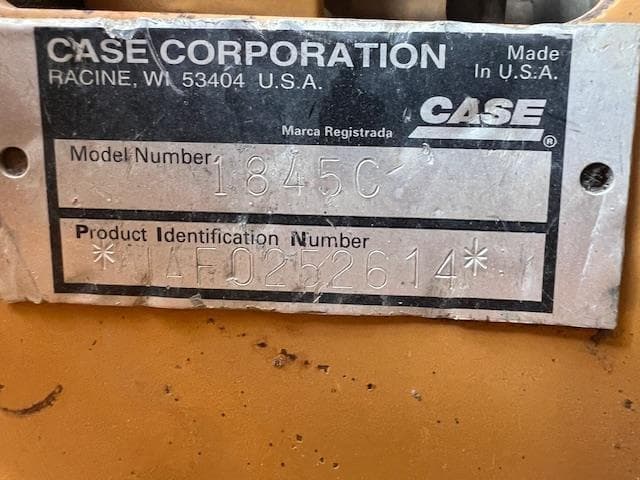 CASE CORPORATION
RACINE, WI 53404 U.S.A.
Made
In U.S.A.
CASE
®
Marca Registrada
Model Number
1845C
Product Identification Number
*JAF0252614*